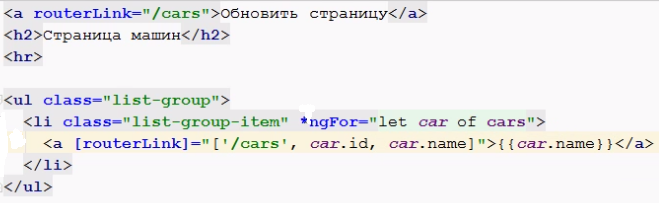 <a routerLink="/cars">Обновить страницу</a>
<h2>Страница машин</h2>
<hr>
<ul class="list-group">
<li class="list-group-item" *ngFor="let car of cars">
<a [routerLink]="['/cars', car.id, car.name]">{{car.name}}</a>
</li>
</ul>